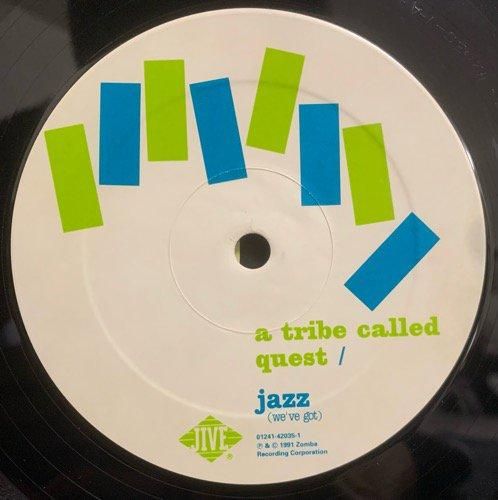 a tribe called
quest /
jazz
(we've got)
JIVE
®
01241-42035-1
℗ & © 1991 Zomba
Recording Corporation